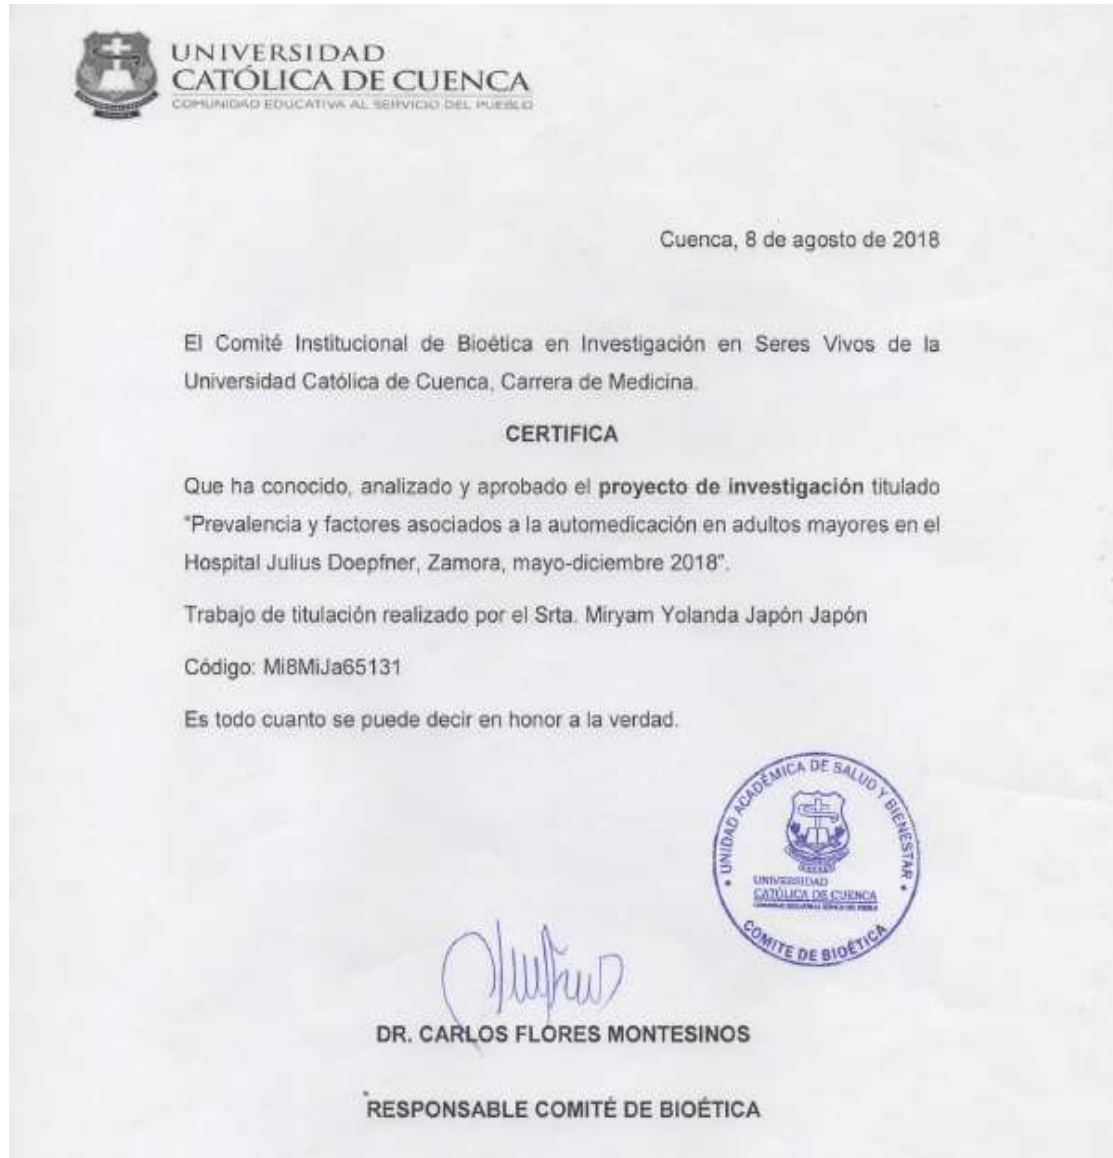 UNIVERSIDAD
CATÓLICA DE CUENCA
COMUNIDAD EDUCATIVA AL SERVICIO DEL PUEBLO
Cuenca, 8 de agosto de 2018
El Comité Institucional de Bioética en Investigación en Seres Vivos de la
Universidad Católica de Cuenca, Carrera de Medicina.
CERTIFICA
Que ha conocido, analizado y aprobado el proyecto de investigación titulado
“Prevalencia y factores asociados a la automedicación en adultos mayores en el
Hospital Julius Doepfner, Zamora, mayo-diciembre 2018”.
Trabajo de titulación realizado por el Srta. Miryam Yolanda Japón Japón
Código: Mi8MiJa65131
Es todo cuanto se puede decir en honor a la verdad.
• UNIDAD ACADÉMICA DE SALUD Y BIENESTAR •
UNIVERSIDAD
CATÓLICA DE CUENCA
COMITE DE BIOÉTICA
DR. CARLOS FLORES MONTESINOS
RESPONSABLE COMITÉ DE BIOÉTICA